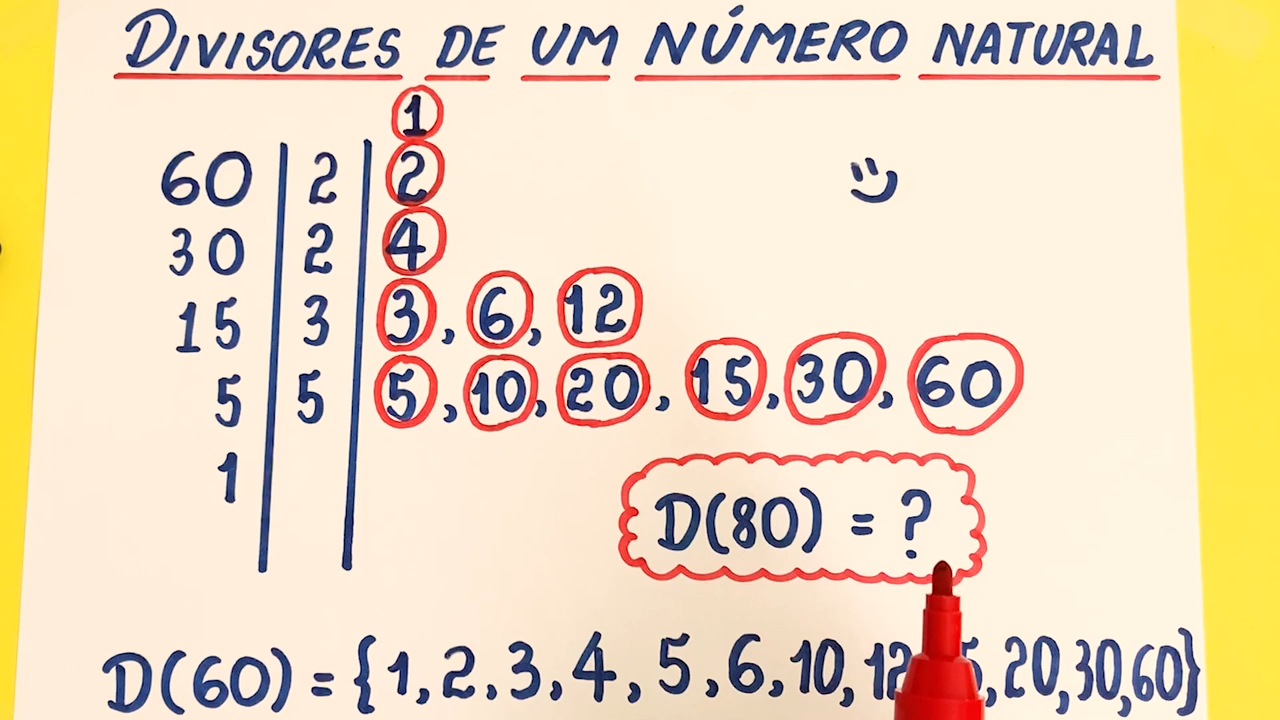 DIVISORES DE UM NÚMERO NATURAL
1
60 2 2
30 2 4
15 3 3, 6, 12
5 5 5, 10, 20, 15, 30, 60
1
D(80) = ?
D(60) = {1, 2, 3, 4, 5, 6, 10, 12 5, 20, 30, 60}